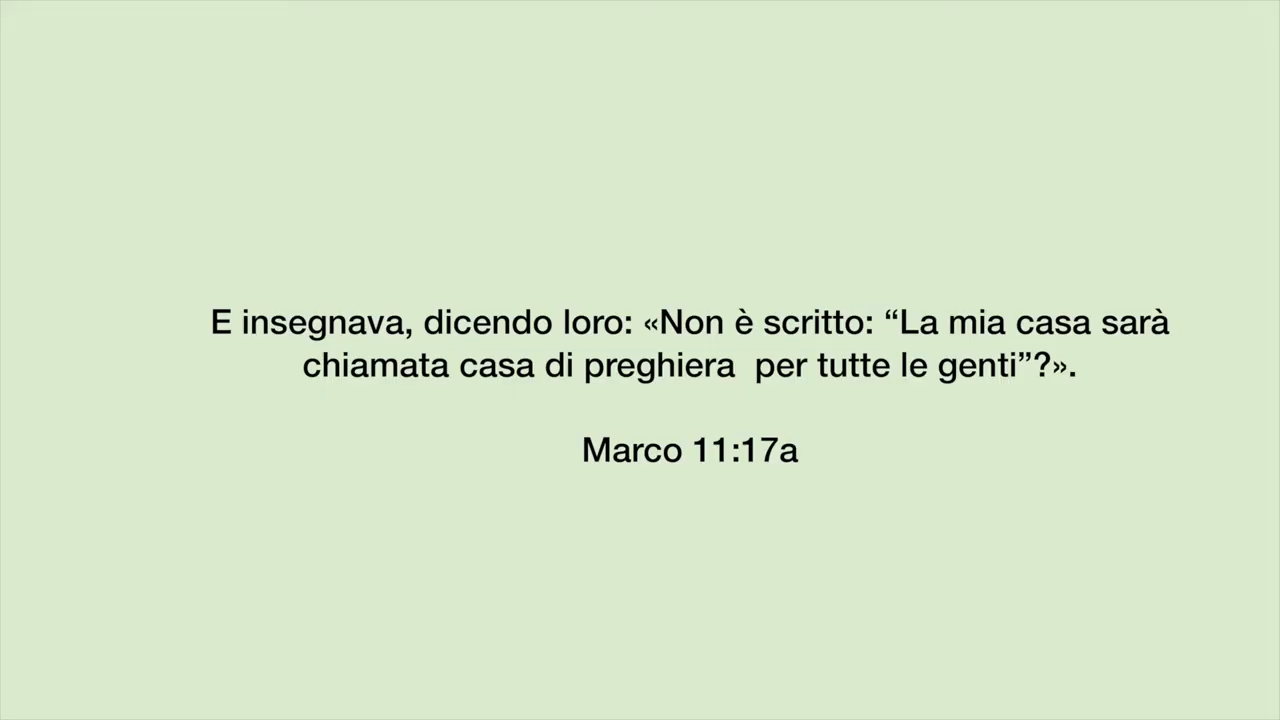 E insegnava, dicendo loro: «Non è scritto: “La mia casa sarà
chiamata casa di preghiera  per tutte le genti”?».
Marco 11:17a